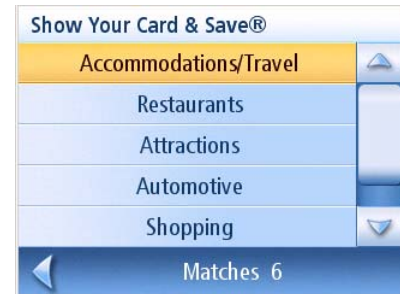 Show Your Card & Save®
Accommodations/Travel
Restaurants
Attractions
Automotive
Shopping
Matches 6